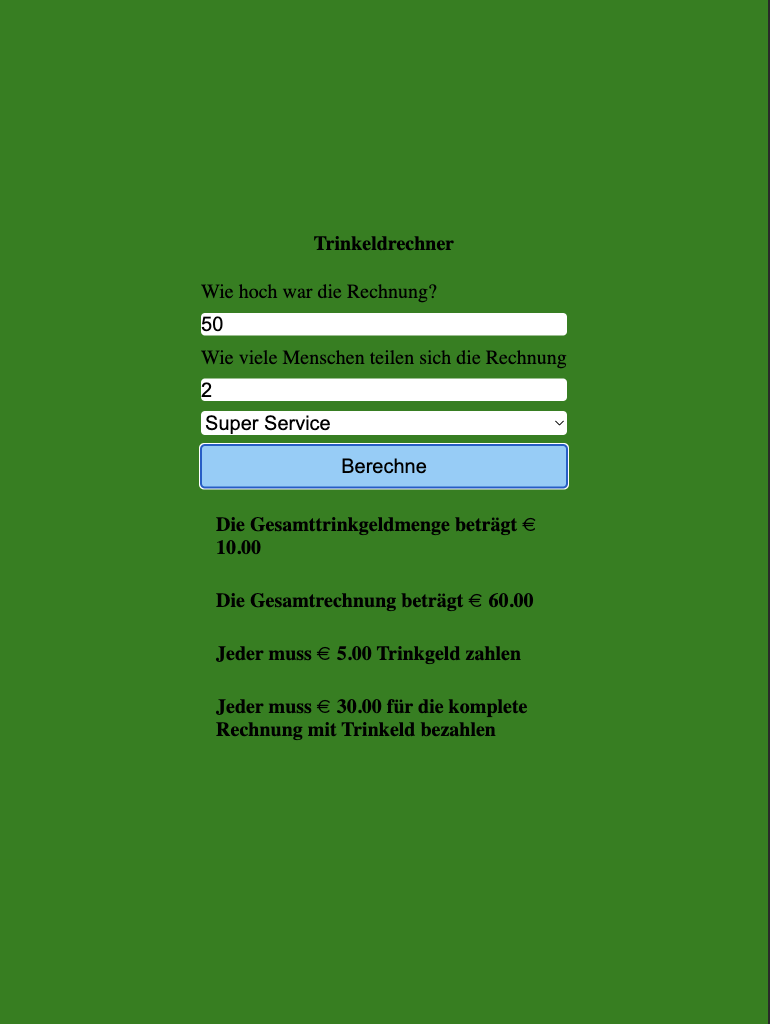 Trinkeldrechner
Wie hoch war die Rechnung?
50
Wie viele Menschen teilen sich die Rechnung
2
Super Service
Berechne
Die Gesamttrinkgeldmenge beträgt €
10.00
Die Gesamtrechnung beträgt € 60.00
Jeder muss € 5.00 Trinkgeld zahlen
Jeder muss € 30.00 für die komplete
Rechnung mit Trinkeld bezahlen